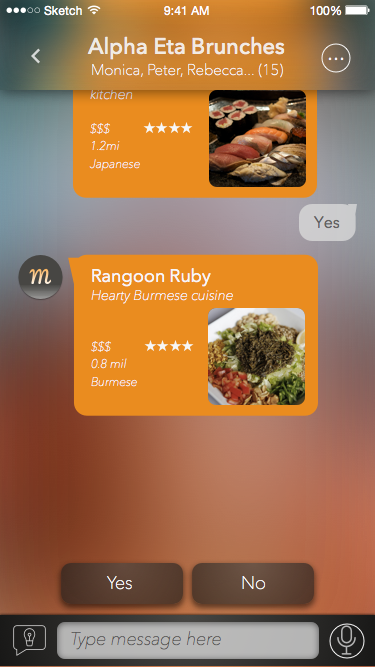 Sketch 9:41 AM 100%
Alpha Eta Brunches
Monica, Peter, Rebecca... (15)
kitchen
$$$
1.2mi
Japanese
Yes
m
Rangoon Ruby
Hearty Burmese cuisine
$$$
0.8 mil
Burmese
Yes No
Type message here